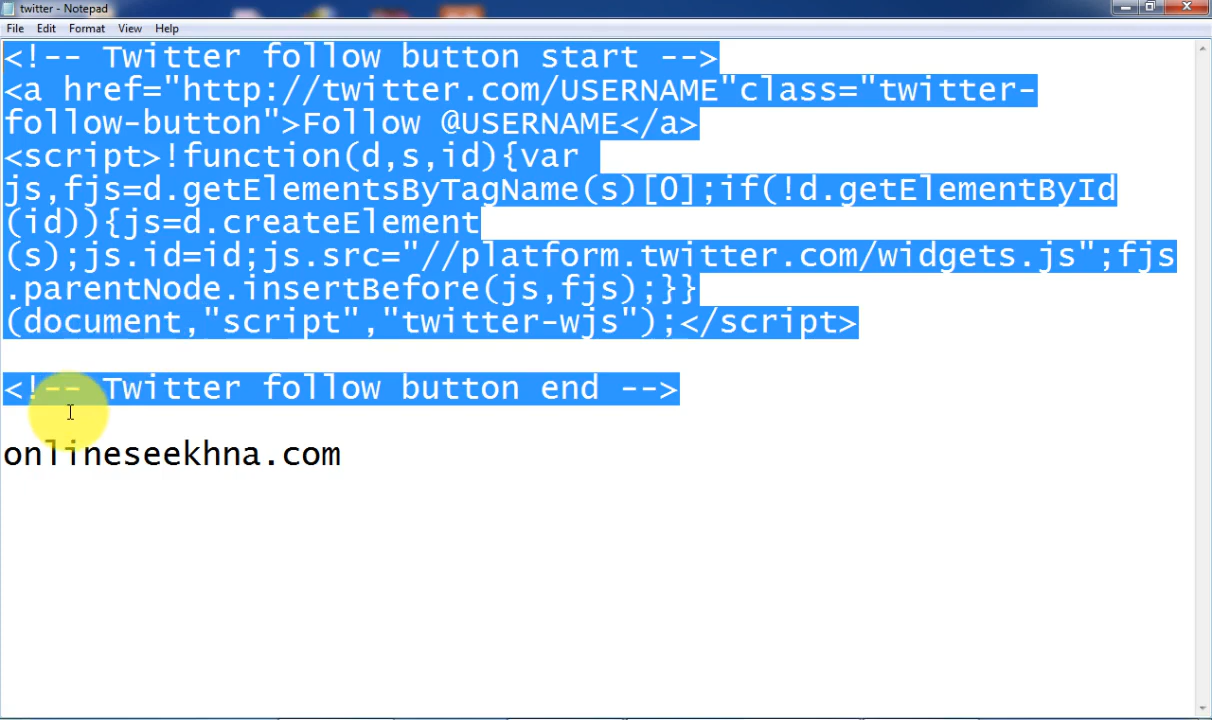 twitter - Notepad
File Edit Format View Help
<!-- Twitter follow button start -->
<a href="http://twitter.com/USERNAME"class="twitter-
follow-button">Follow @USERNAME</a>
<script>!function(d,s,id){var
js,fjs=d.getElementsByTagName(s)[0];if(!d.getElementById
(id)){js=d.createElement
(s);js.id=id;js.src="//platform.twitter.com/widgets.js";fjs
.parentNode.insertBefore(js,fjs);}}
(document,"script","twitter-wjs");</script>
<!-- Twitter follow button end -->
onlineseekhna.com